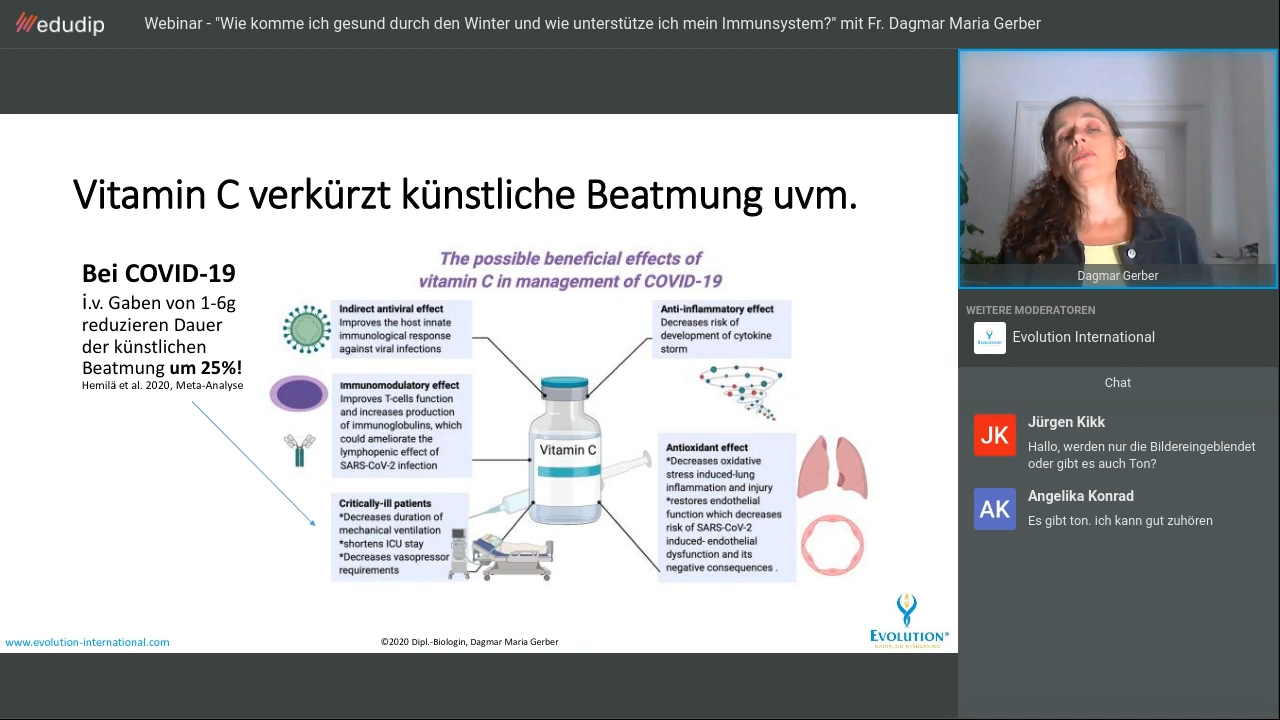 edudip
Webinar - "Wie komme ich gesund durch den Winter und wie unterstütze ich mein Immunsystem?" mit Fr. Dagmar Maria Gerber
Vitamin C verkürzt künstliche Beatmung uvm.
Bei COVID-19
i.v. Gaben von 1-6g
reduzieren Dauer
der künstlichen
Beatmung um 25%!
Hemilä et al. 2020, Meta-Analyse
The possible beneficial effects of
vitamin C in management of COVID-19
Indirect antiviral effect
Improves the host innate
immunological response
against viral infections
Immunomodulatory effect
Improves T-cells function
and increases production
of immunoglobulins, which
could ameliorate the
lymphopenic effect of
SARS-CoV-2 infection
Critically-ill patients
*Decreases duration of
mechanical ventilation
*shortens ICU stay
*Decreases vasopressor
requirements
Vitamin C
Anti-inflammatory effect
Decreases risk of
development of cytokine
storm
Antioxidant effect
*Decreases oxidative
stress induced-lung
inflammation and injury
*restores endothelial
function which decreases
risk of SARS-CoV-2
induced- endothelial
dysfunction and its
negative consequences .
www.evolution-international.com
©2020 Dipl.-Biologin, Dagmar Maria Gerber
EVOLUTION®
Dagmar Gerber
WEITERE MODERATOREN
Evolution International
Chat
JK
Jürgen Kikk
Hallo, werden nur die Bildereingeblendet
oder gibt es auch Ton?
AK
Angelika Konrad
Es gibt ton. ich kann gut zuhören